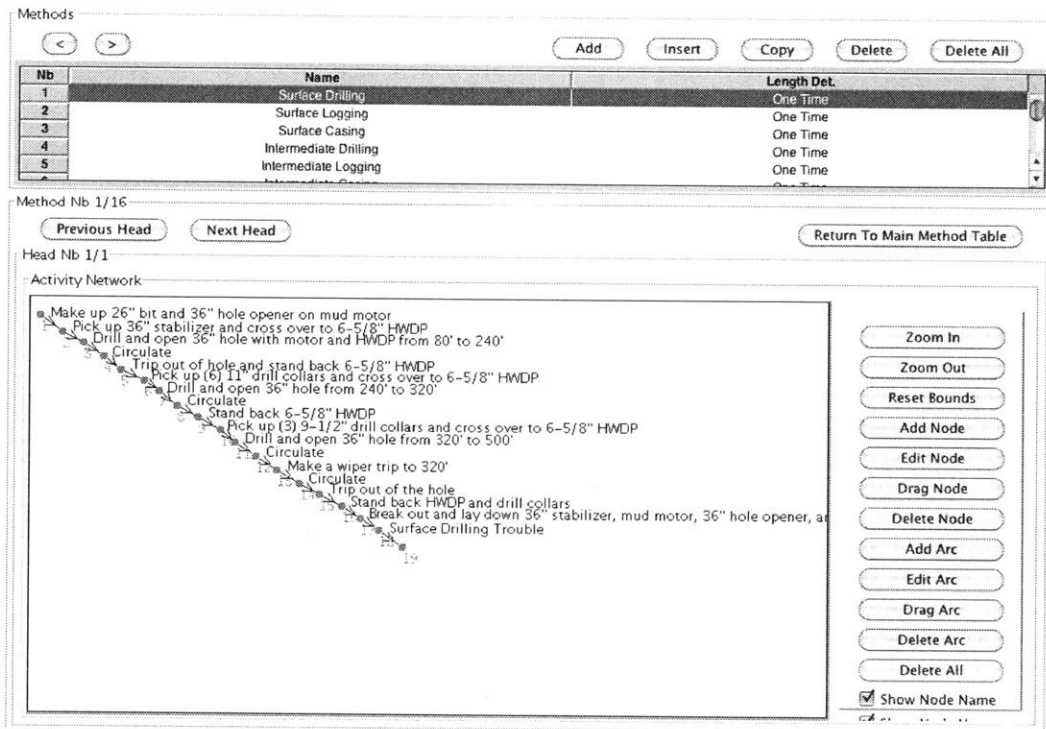 Methods
< > Add Insert Copy Delete Delete All
Nb Name Length Det.
1 Surface Drilling One Time
2 Surface Logging One Time
3 Surface Casing One Time
4 Intermediate Drilling One Time
5 Intermediate Logging One Time
Intermediate Casing One Time
Method Nb 1/16
Previous Head Next Head Return To Main Method Table
Head Nb 1/1
Activity Network
Make up 26" bit and 36" hole opener on mud motor
Pick up 36" stabilizer and cross over to 6-5/8" HWDP
Drill and open 36" hole with motor and HWDP from 80' to 240'
Circulate
Trip out of hole and stand back 6-5/8" HWDP
Pick up (6) 11" drill collars and cross over to 6-5/8" HWDP
Drill and open 36" hole from 240' to 320'
Circulate
Stand back 6-5/8" HWDP
Pick up (3) 9-1/2" drill collars and cross over to 6-5/8" HWDP
Drill and open 36" hole from 320' to 500'
Circulate
Make a wiper trip to 320'
Circulate
Trip out of the hole
Stand back HWDP and drill collars
Break out and lay down 36" stabilizer, mud motor, 36" hole opener, ar
Surface Drilling Trouble
19
Zoom In
Zoom Out
Reset Bounds
Add Node
Edit Node
Drag Node
Delete Node
Add Arc
Edit Arc
Drag Arc
Delete Arc
Delete All
Show Node Name